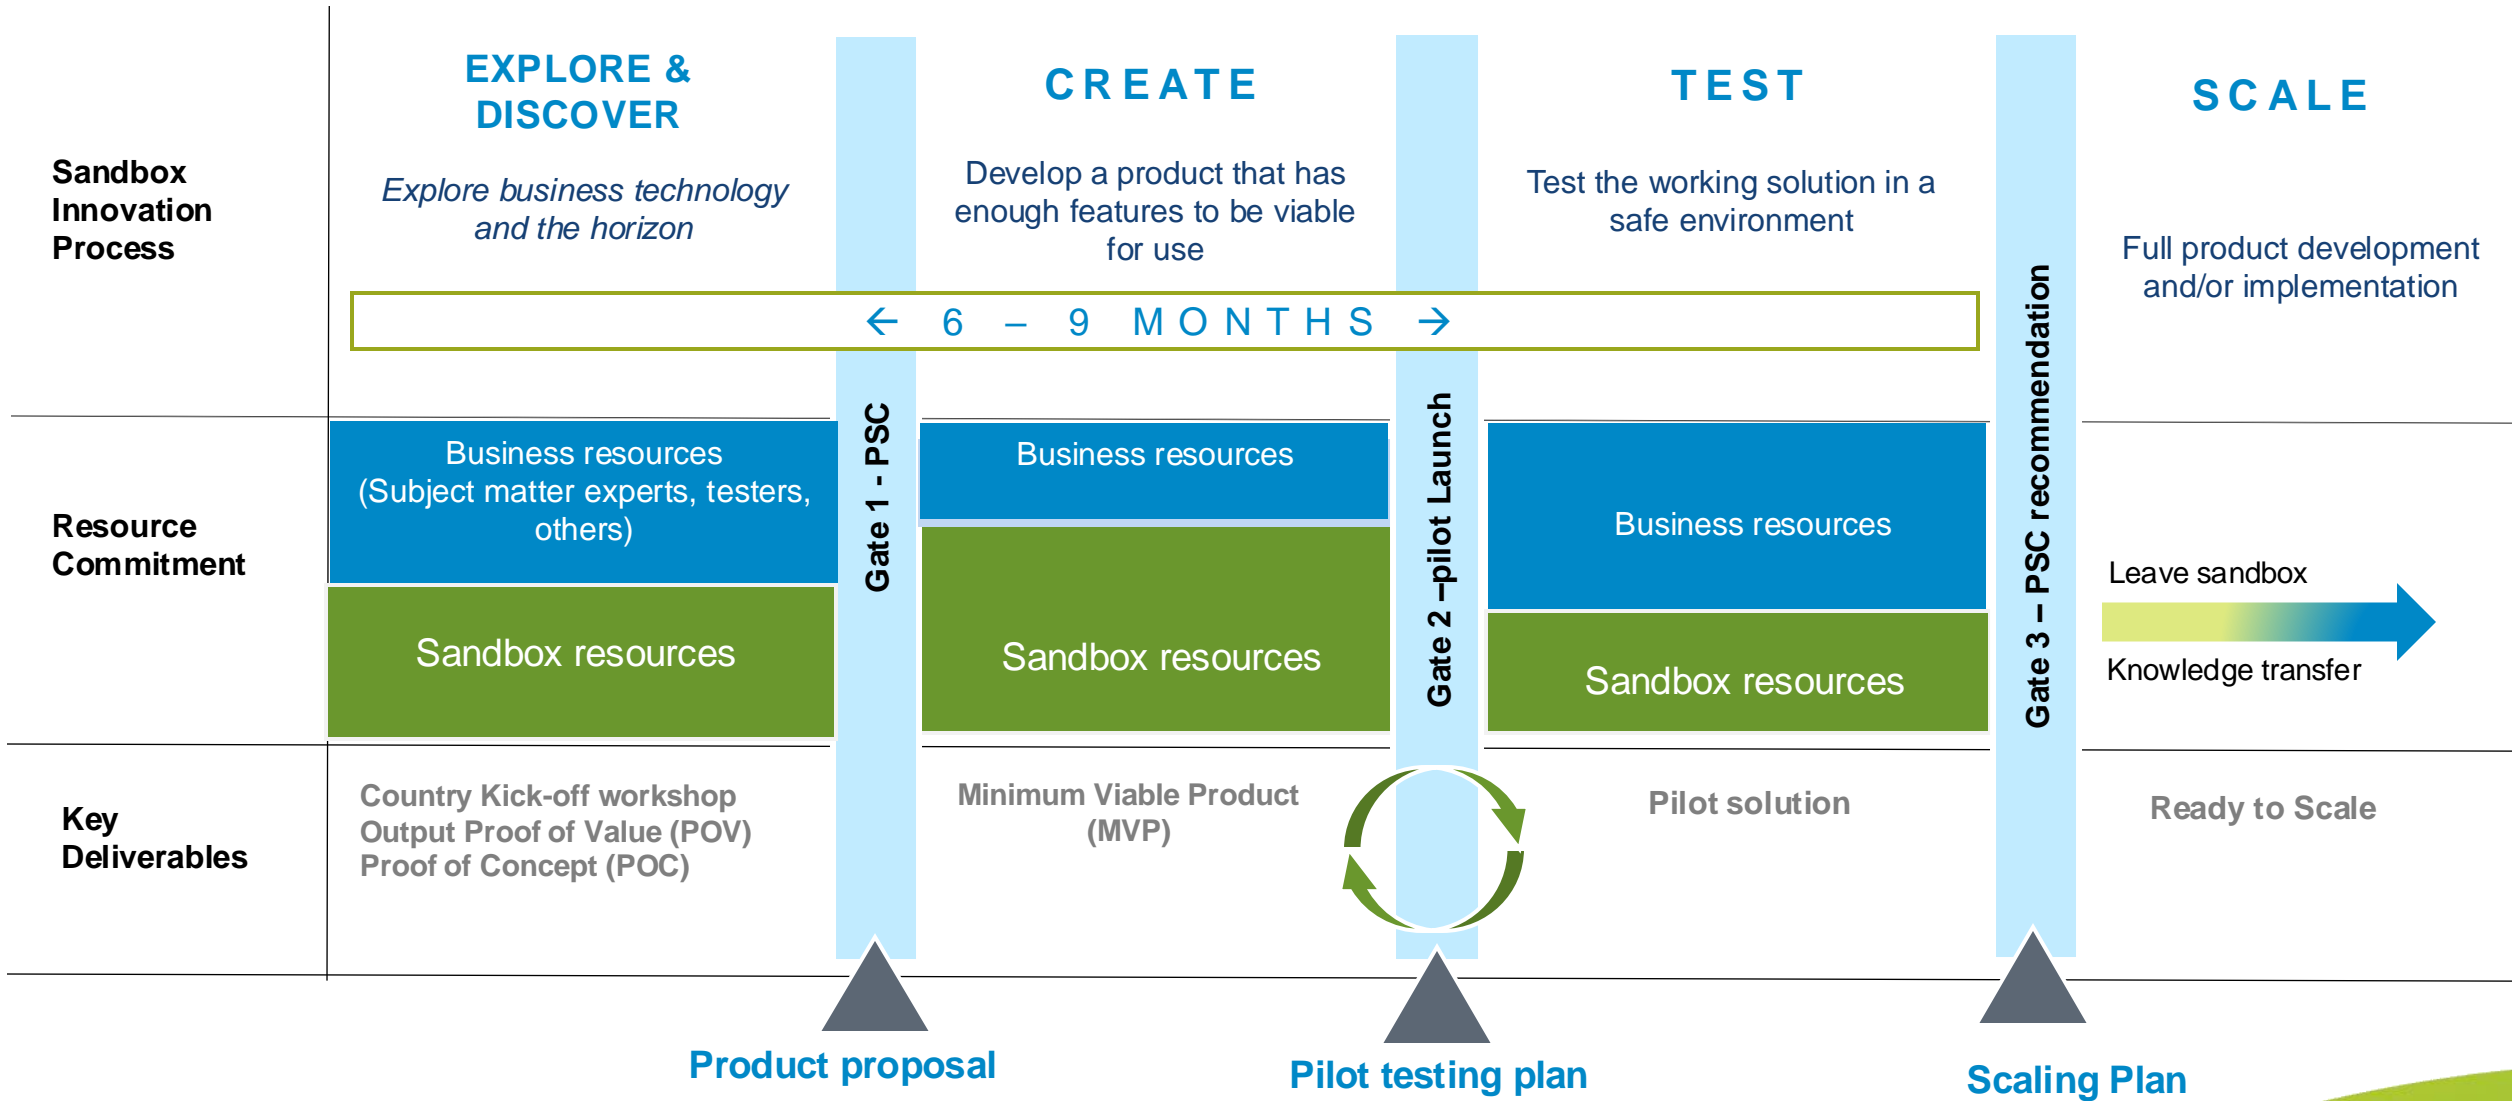 EXPLORE &
DISCOVER
CREATE
TEST
SCALE
Sandbox
Innovation
Process
Explore business technology
and the horizon
Develop a product that has
enough features to be viable
for use
Test the working solution in a
safe environment
Full product development
and/or implementation
← 6 – 9 MONTHS →
Resource
Commitment
Business resources
(Subject matter experts, testers,
others)
Sandbox resources
Gate 1 - PSC
Business resources
Sandbox resources
Gate 2 –pilot Launch
Business resources
Sandbox resources
Gate 3 – PSC recommendation
Leave sandbox
Knowledge transfer
Key
Deliverables
Country Kick-off workshop
Output Proof of Value (POV)
Proof of Concept (POC)
Minimum Viable Product
(MVP)
Pilot solution
Ready to Scale
Product proposal
Pilot testing plan
Scaling Plan